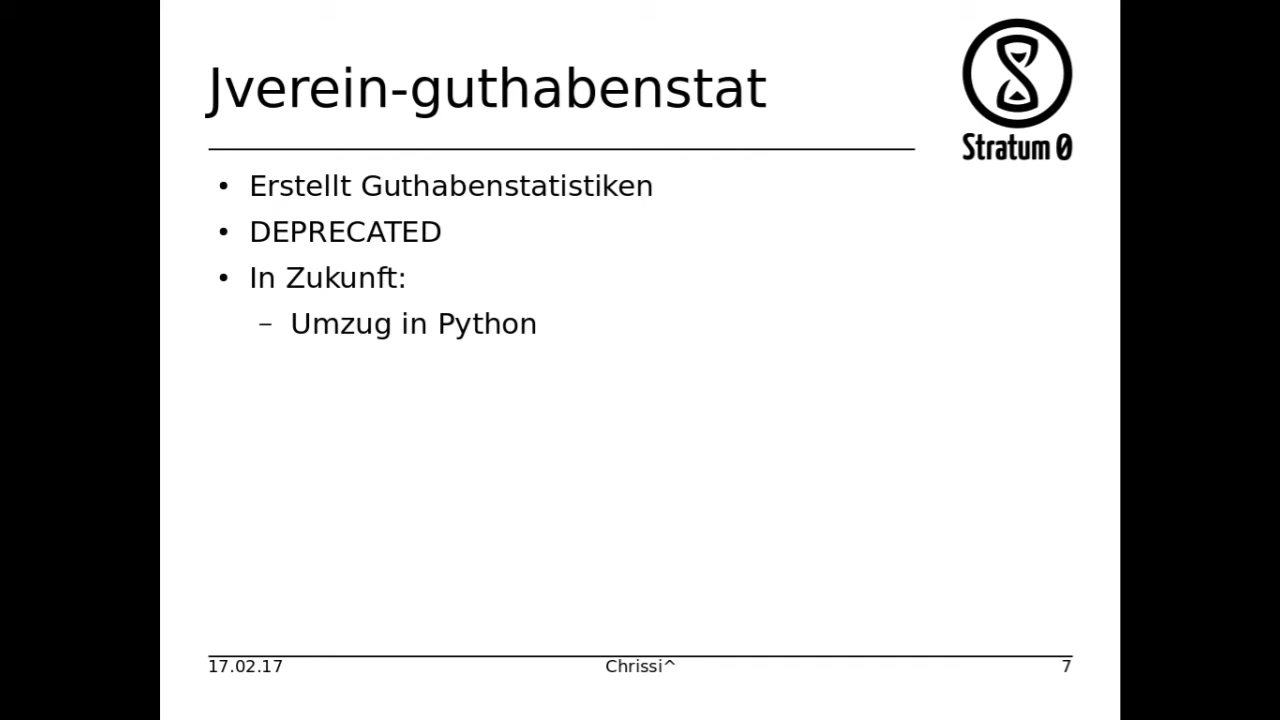 Jverein-guthabenstat
Stratum 0
• Erstellt Guthabenstatistiken
• DEPRECATED
• In Zukunft:
– Umzug in Python
17.02.17
Chrissi^
7